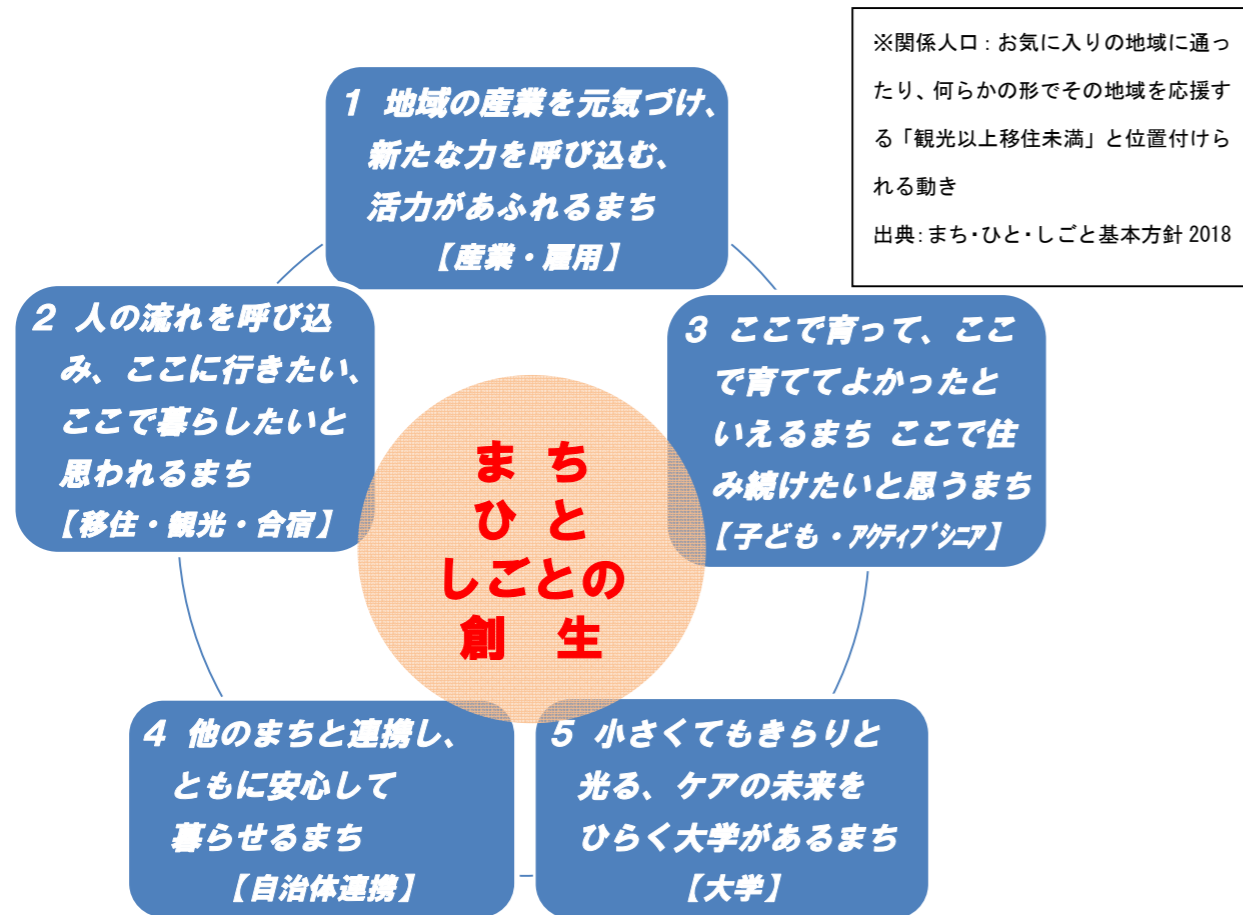 ※関係人口：お気に入りの地域に通っ
たり、何らかの形でその地域を応援す
る「観光以上移住未満」と位置付けら
れる動き
出典：まち・ひと・しごと基本方針 2018
1 地域の産業を元気づけ、
新たな力を呼び込む、
活力があふれるまち
【産業・雇用】
2 人の流れを呼び込
み、ここに行きたい、
ここで暮らしたいと
思われるまち
【移住・観光・合宿】
3 ここで育って、ここ
で育ててよかったと
いえるまち ここで住
み続けたいと思うまち
【子ども・ｱｸﾃｨﾌﾞｼﾆｱ】
まち
ひと
しごとの
創 生
4 他のまちと連携し、
ともに安心して
暮らせるまち
【自治体連携】
5 小さくてもきらりと
光る、ケアの未来を
ひらく大学があるまち
【大学】